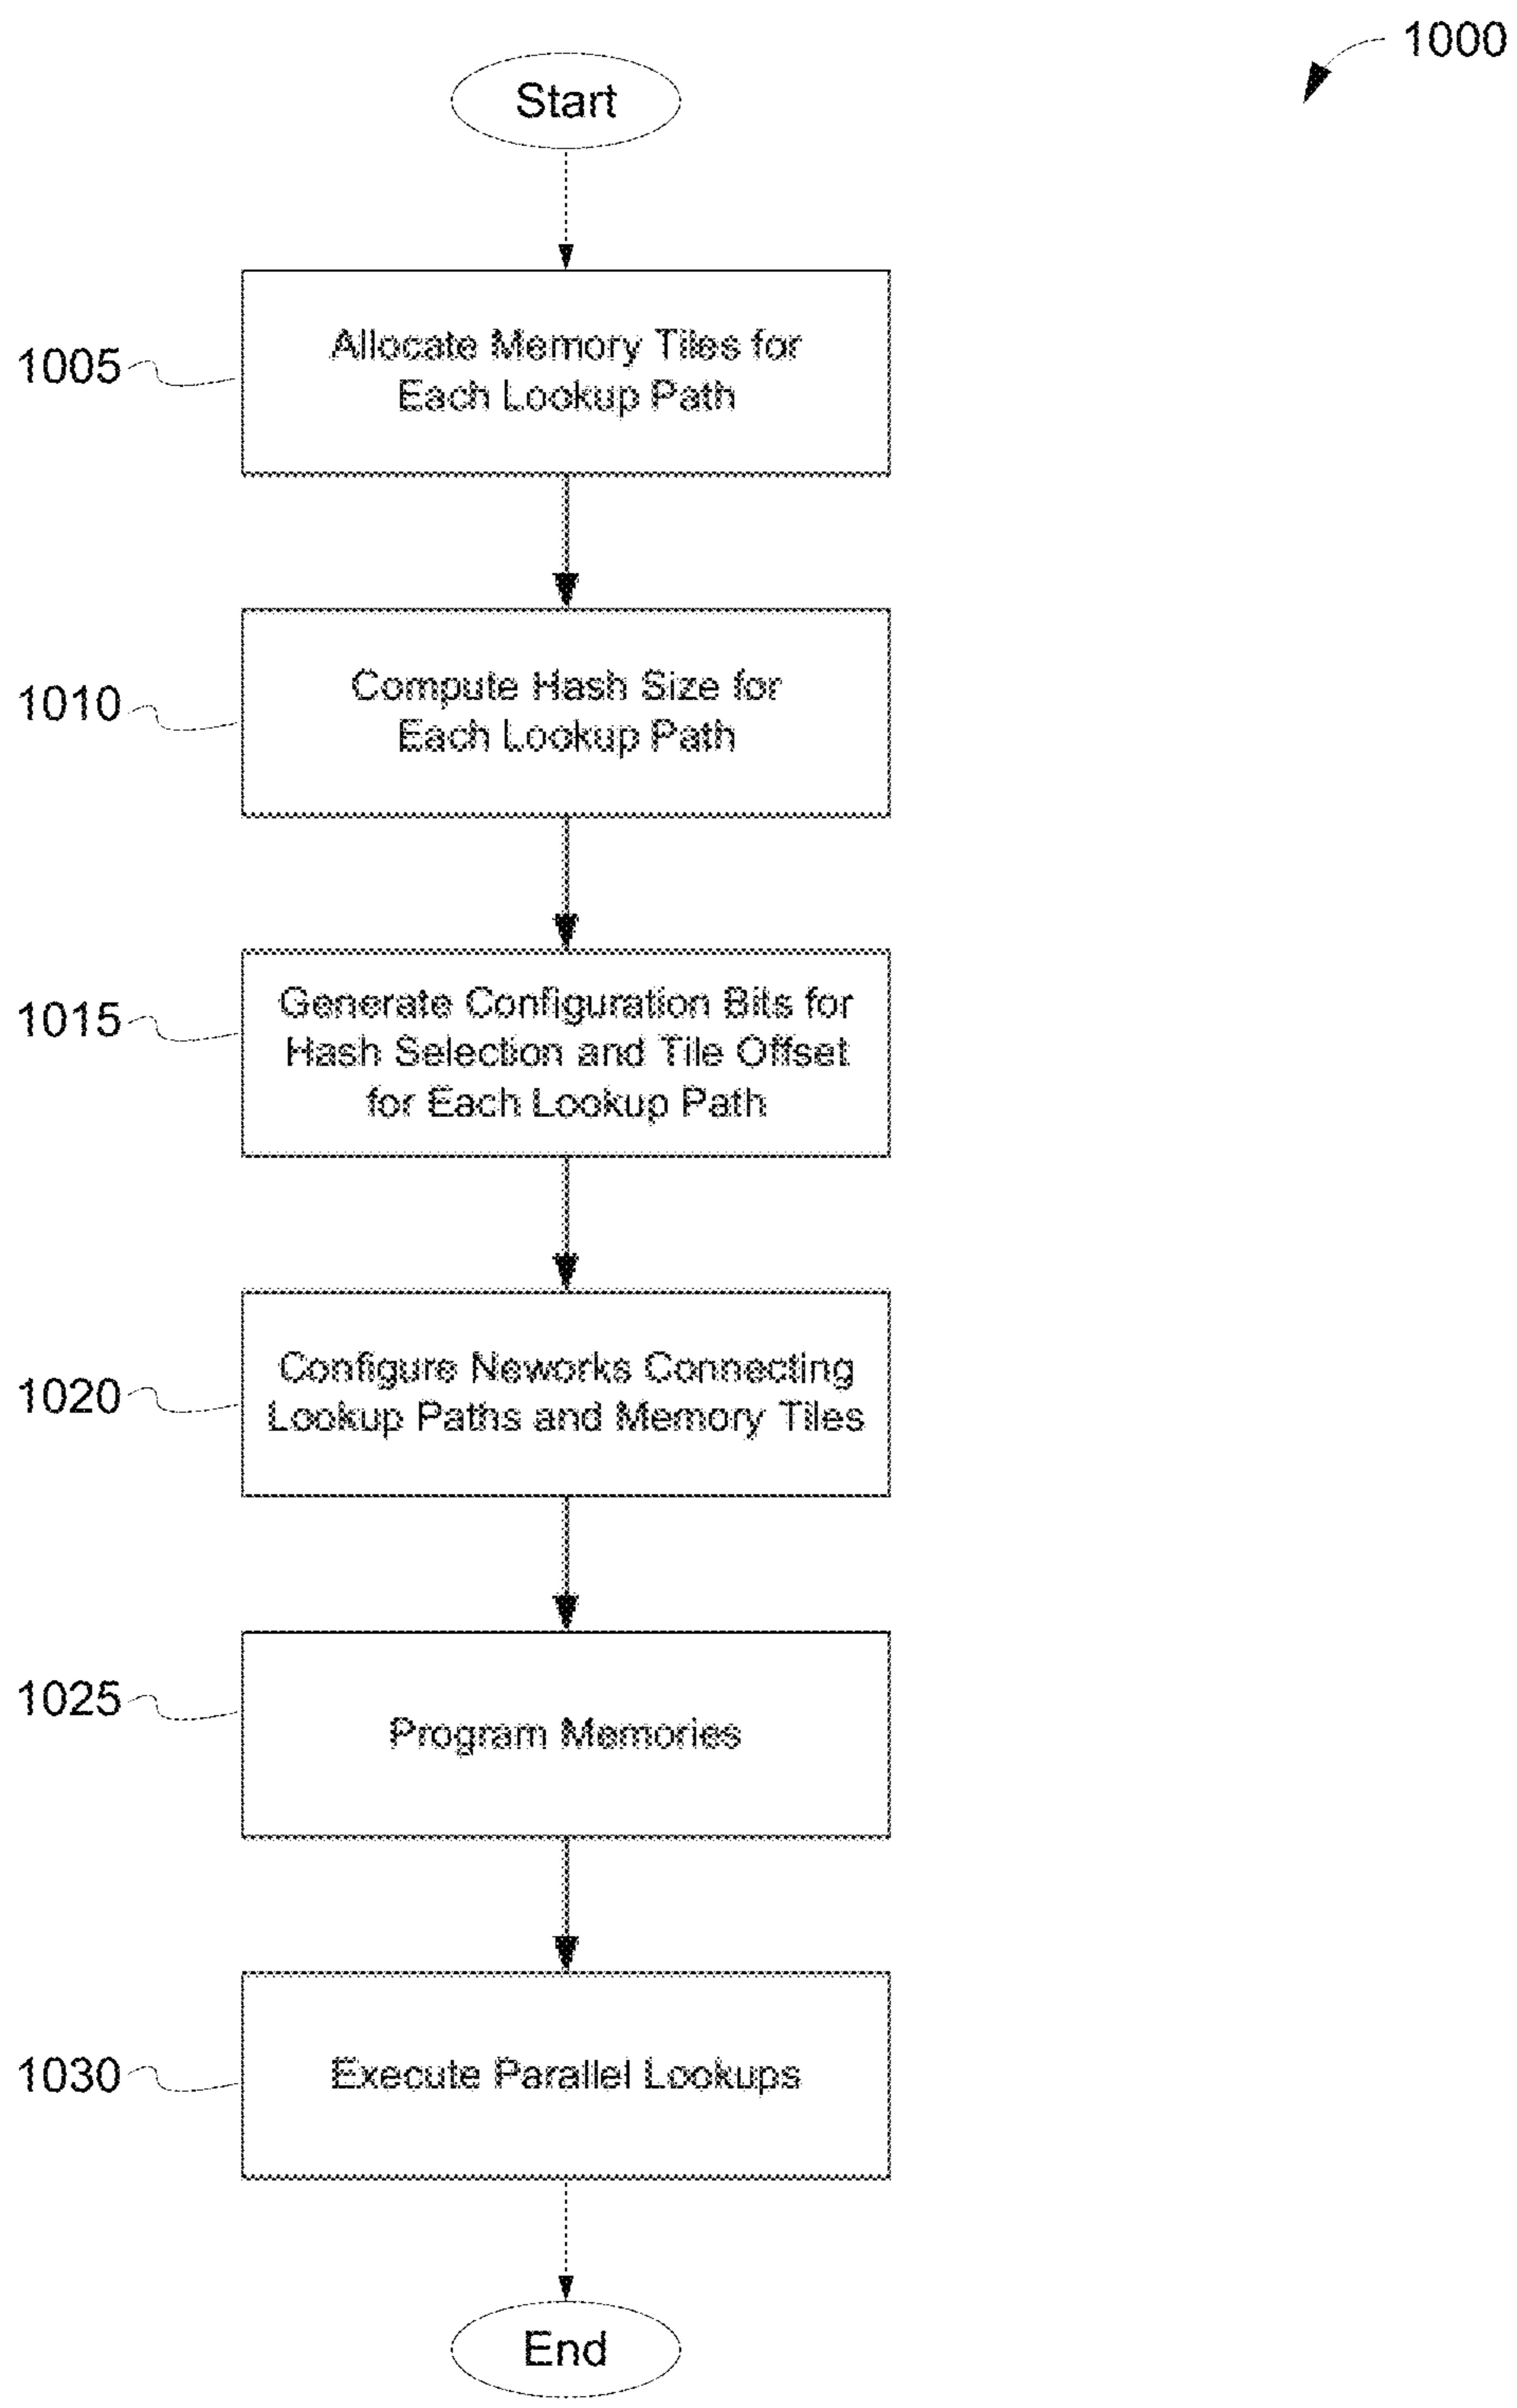 1000
Start
1005
Allocate Memory Tiles for
Each Lookup Path
1010
Compute Hash Size for
Each Lookup Path
1015
Generate Configuration Bits for
Hash Selection and Tile Offset
for Each Lookup Path
1020
Configure Neworks Connecting
Lookup Paths and Memory Tiles
1025
Program Memories
1030
Execute Parallel Lookups
End